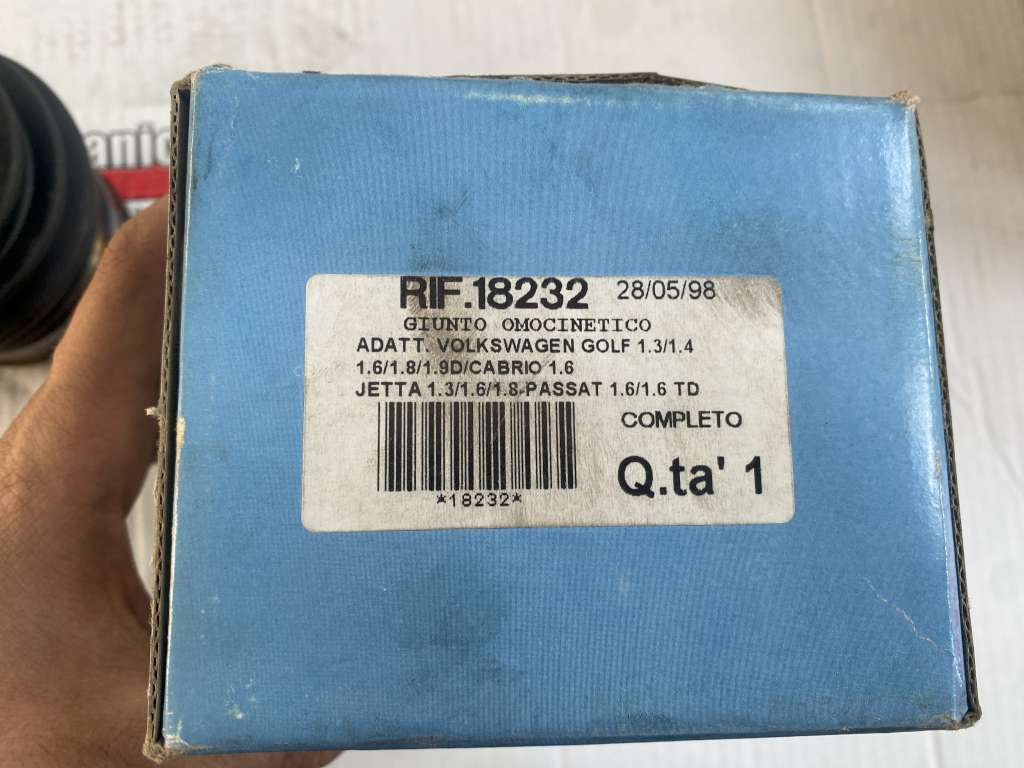 RIF.18232 28/05/98
GIUNTO OMOCINETICO
ADATT. VOLKSWAGEN GOLF 1.3/1.4
1.6/1.8/1.9D/CABRIO 1.6
JETTA 1.3/1.6/1.8-PASSAT 1.6/1.6 TD
COMPLETO
Q.ta' 1
*18232*